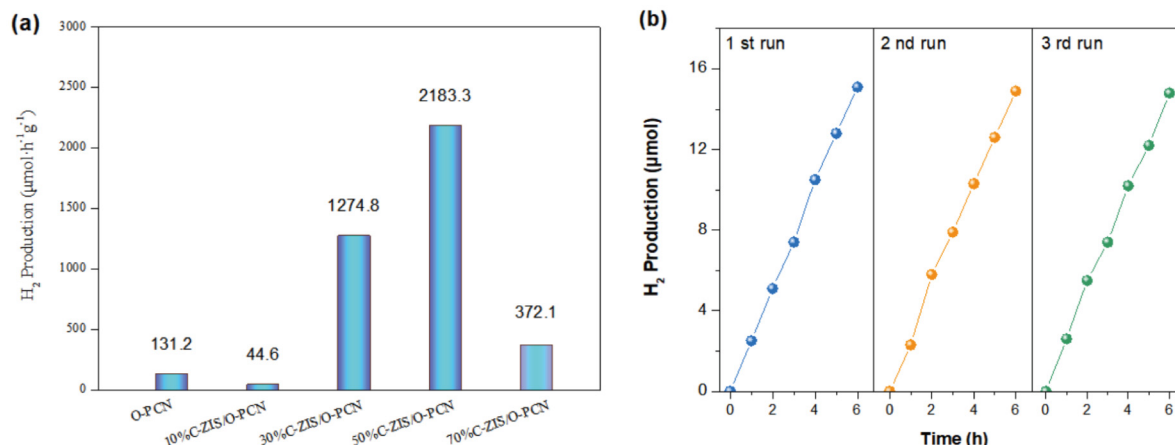 (a)
H₂ Production (μmol·h⁻¹g⁻¹)
3000
2500
2000
1500
1000
500
0
131.2
44.6
1274.8
2183.3
372.1
O-PCN
10%C-ZIS/O-PCN
30%C-ZIS/O-PCN
50%C-ZIS/O-PCN
70%C-ZIS/O-PCN
(b)
1 st run
2 nd run
3 rd run
H₂ Production (μmol)
16
12
8
4
0
0 2 4 6 0 2 4 6 0 2 4 6
Time (h)